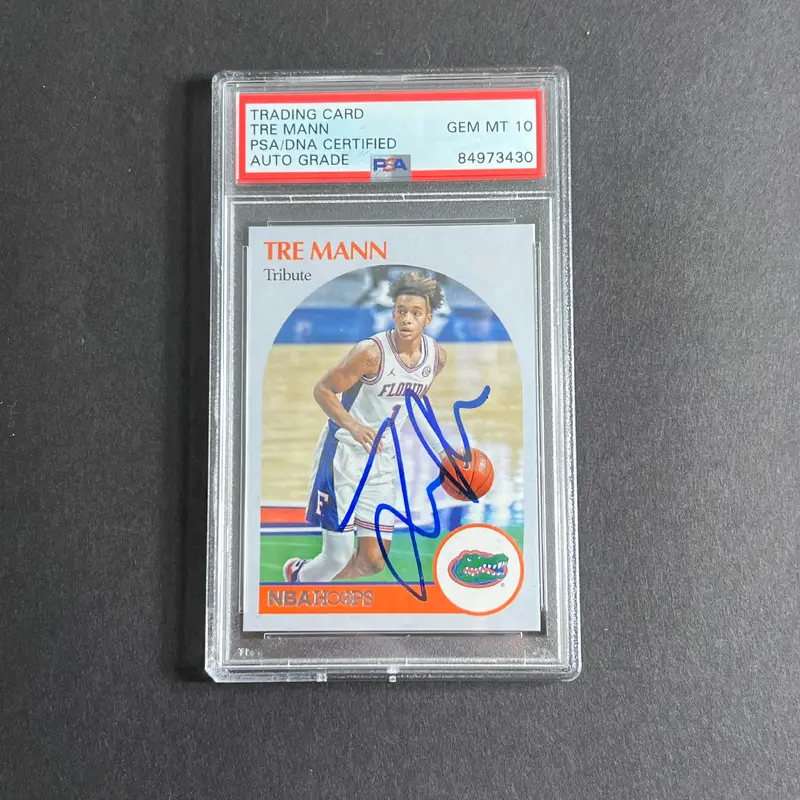 TRADING CARD
TRE MANN GEM MT 10
PSA/DNA CERTIFIED
AUTO GRADE PSA 84973430
TRE MANN
Tribute
FLORIDA
1
F
NBA HOOPS